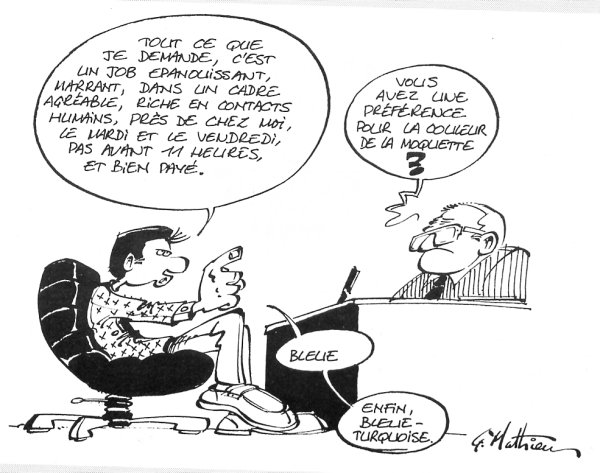 TOUT CE QUE
JE DEMANDE, C'EST
UN JOB EPANOUISSANT,
MARRANT, DANS UN CADRE
AGRÉABLE, RICHE EN CONTACTS
HUMAINS, PRÈS DE CHEZ MOI,
LE MARDI ET LE VENDREDI,
PAS AVANT 11 HEURES,
ET BIEN PAYÉ.
VOUS
AVEZ UNE
PRÉFÉRENCE
POUR LA COULEUR
DE LA MOQUETTE
?
BLEUE
ENFIN,
BLEUE-
TURQUOISE.
G. Mathieu